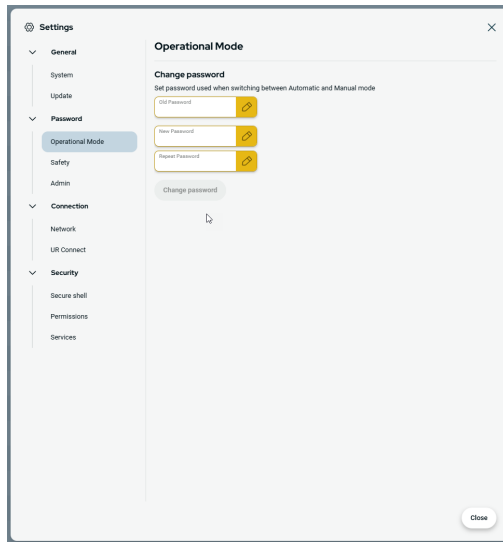 Settings
General
System
Update
Password
Operational Mode
Safety
Admin
Connection
Network
UR Connect
Security
Secure shell
Permissions
Services
Operational Mode
Change password
Set password used when switching between Automatic and Manual mode
Old Password
New Password
Repeat Password
Change password
Close